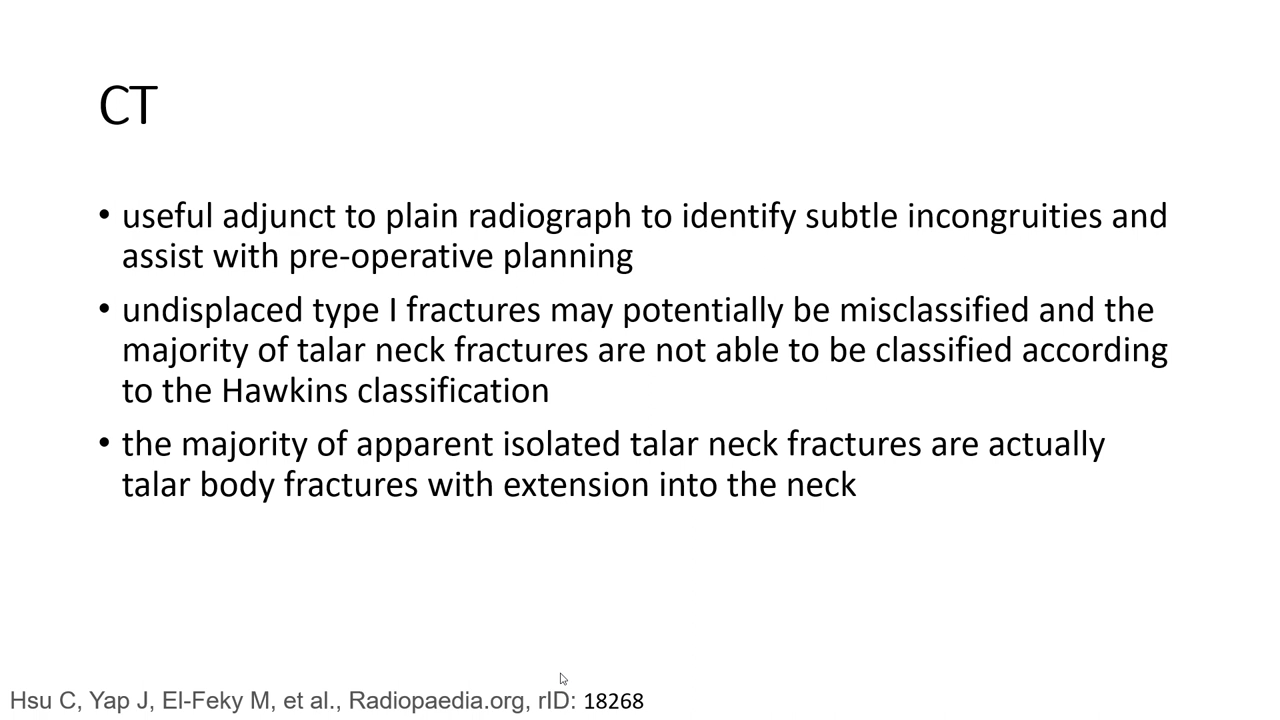 CT
• useful adjunct to plain radiograph to identify subtle incongruities and
assist with pre-operative planning
• undisplaced type I fractures may potentially be misclassified and the
majority of talar neck fractures are not able to be classified according
to the Hawkins classification
• the majority of apparent isolated talar neck fractures are actually
talar body fractures with extension into the neck
Hsu C, Yap J, El-Feky M, et al., Radiopaedia.org, rID: 18268